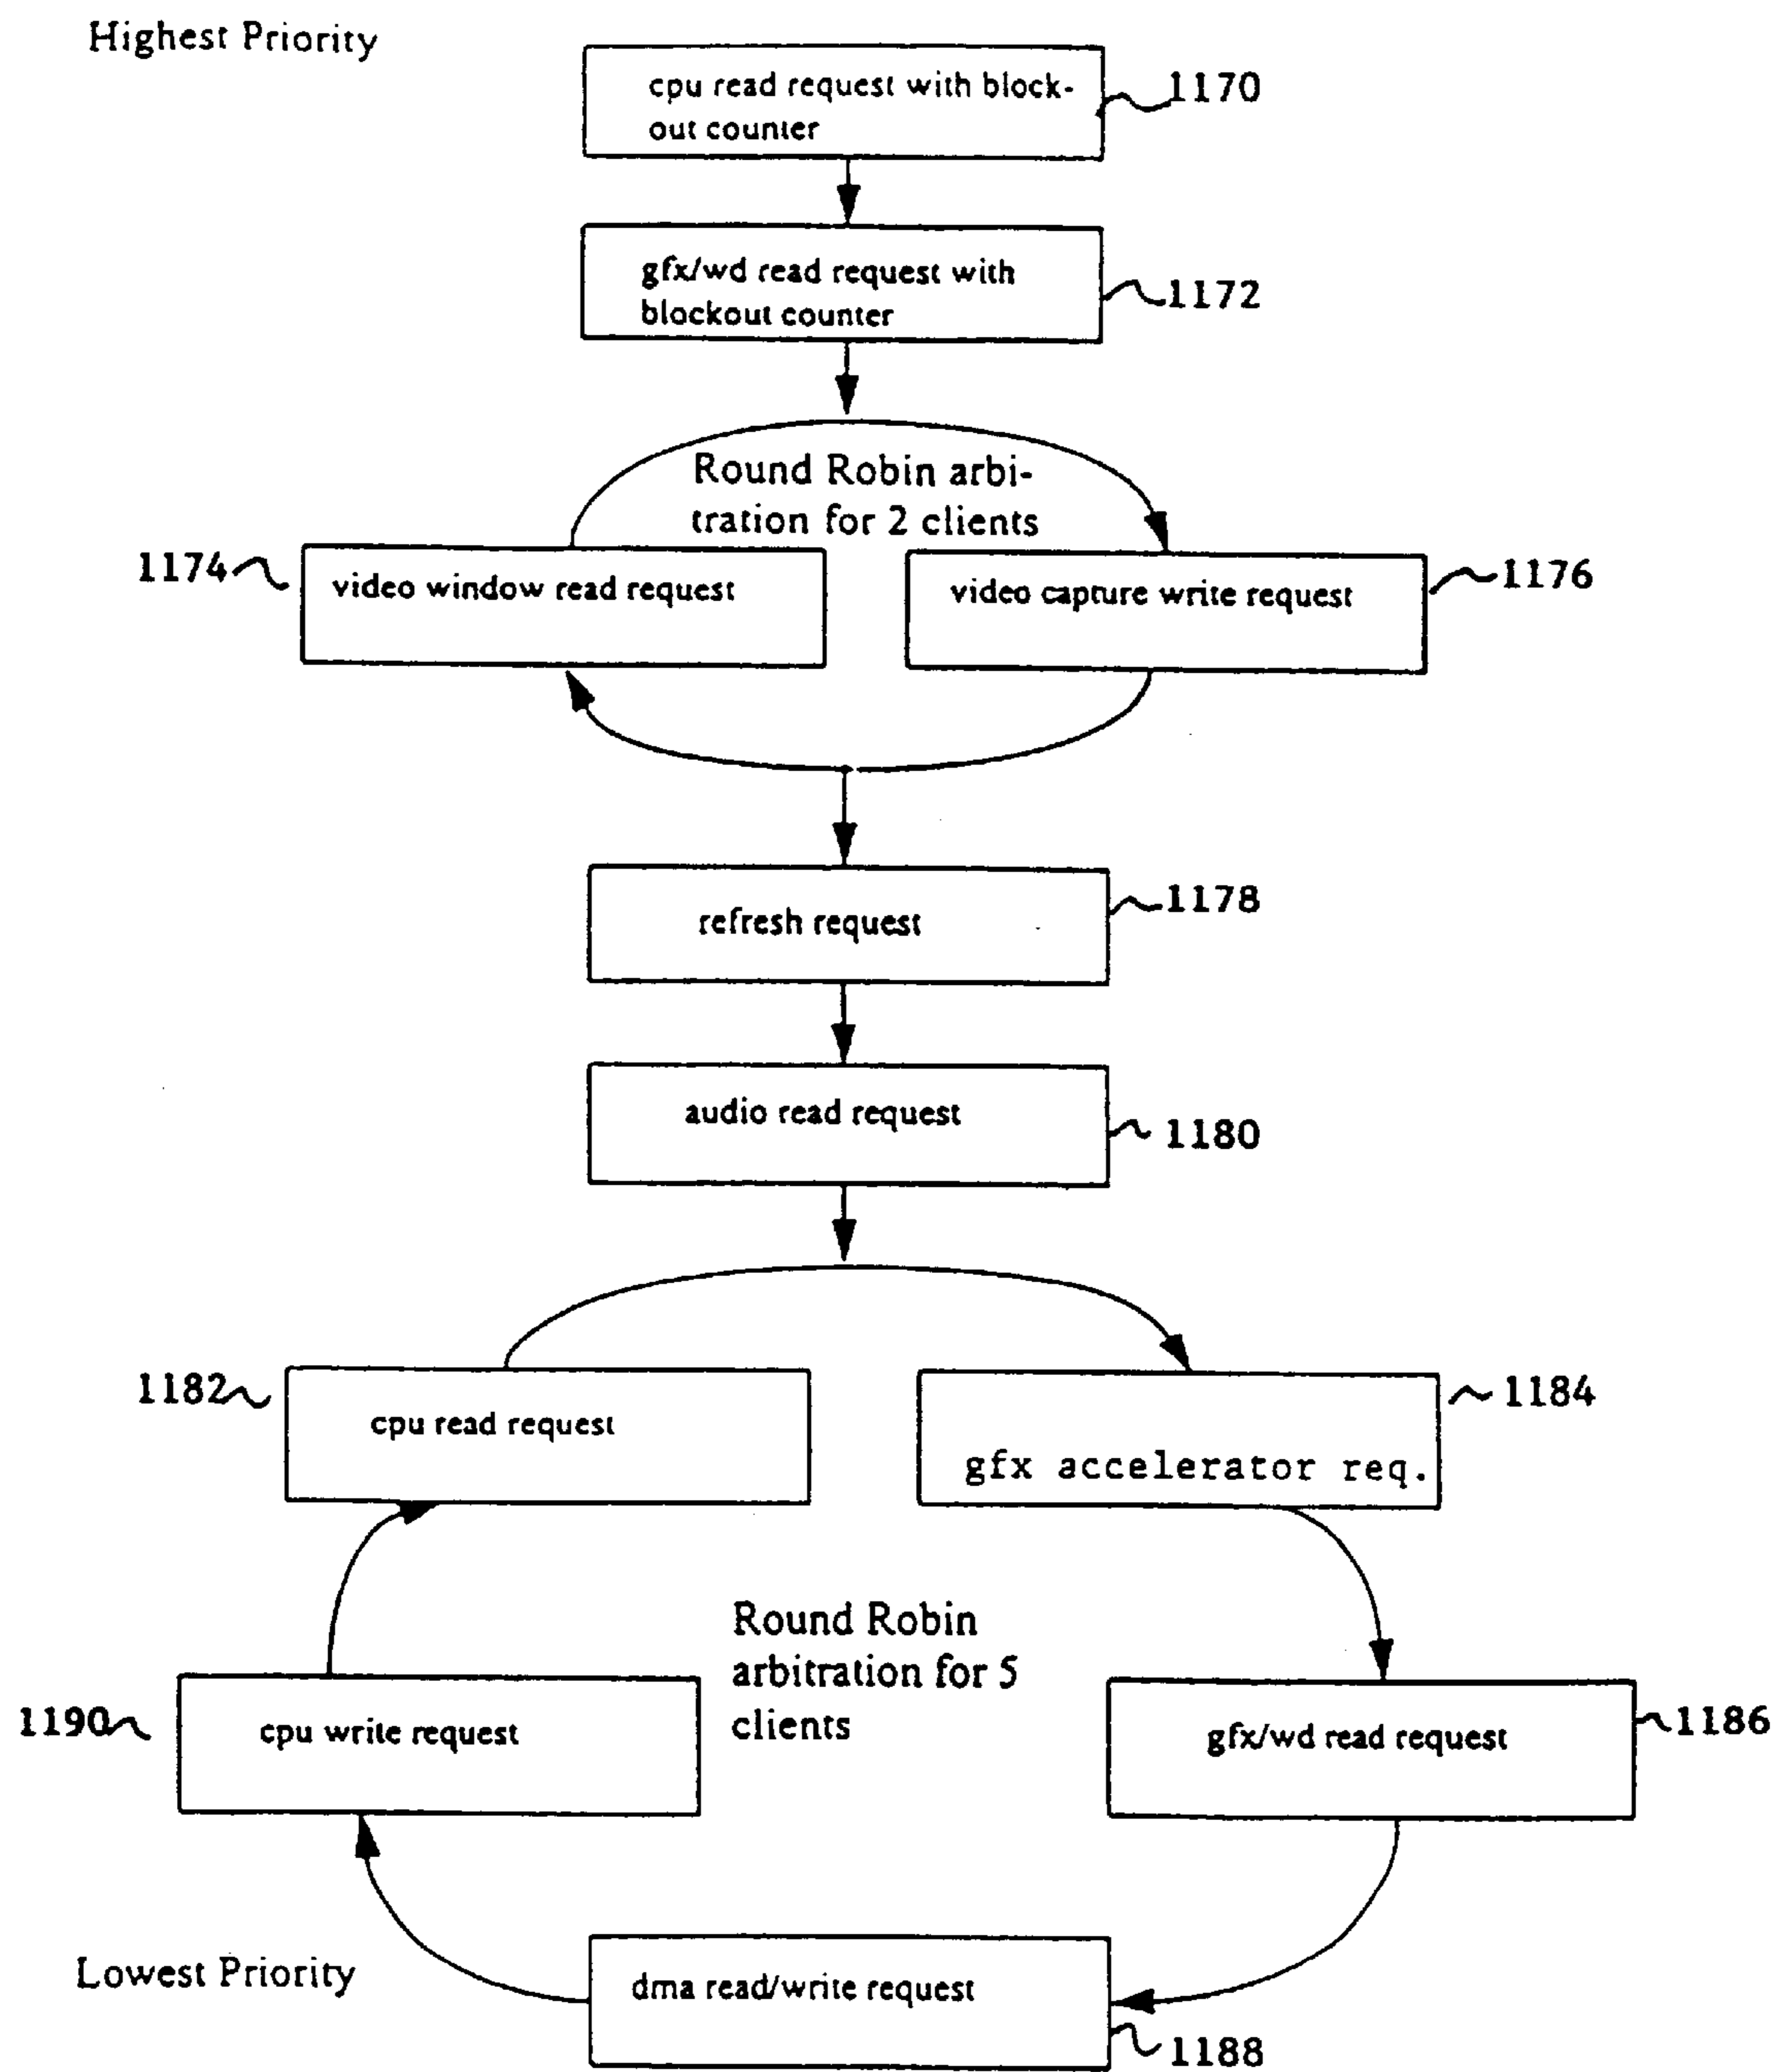 Highest Priority
cpu read request with block-
out counter
1170
gfx/wd read request with
blockout counter
1172
Round Robin arbi-
tration for 2 clients
1174
video window read request
video capture write request
1176
refresh request
1178
audio read request
1180
1182
cpu read request
gfx accelerator req.
1184
Round Robin
arbitration for 5
clients
1190
cpu write request
gfx/wd read request
1186
Lowest Priority
dma read/write request
1188